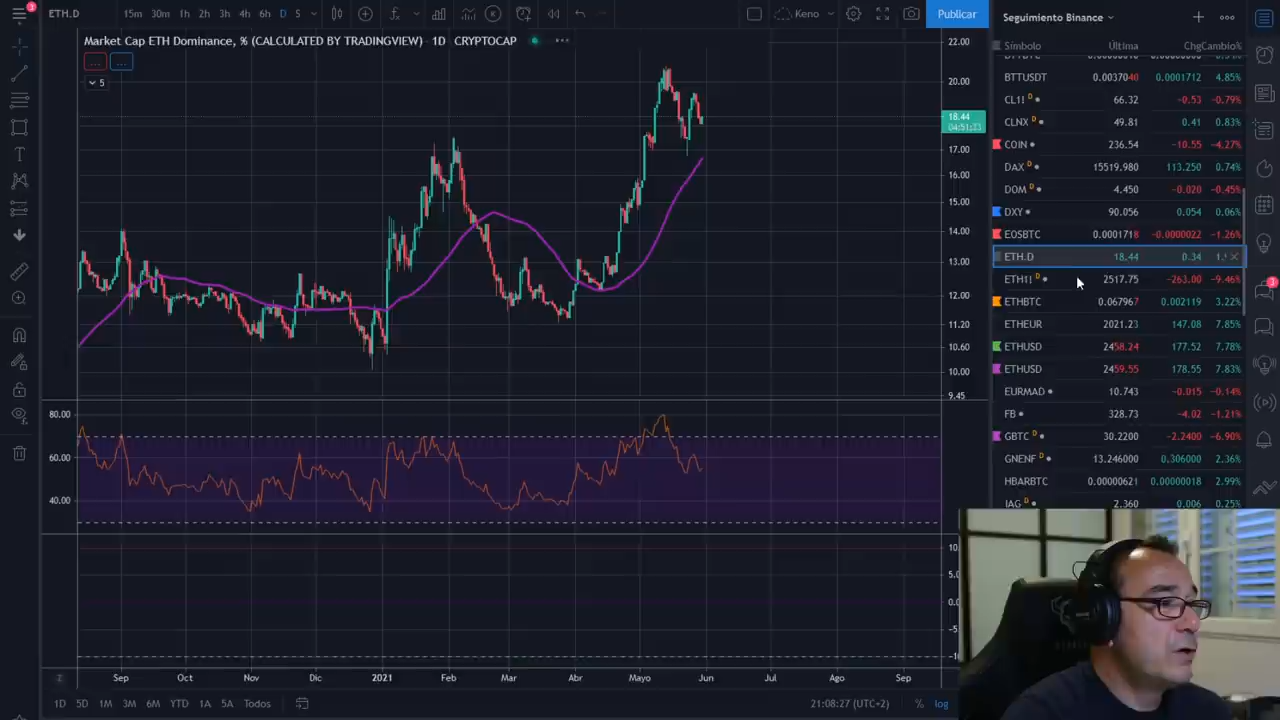 3
ETH.D
15m 30m 1h 2h 3h 4h 6h D S
Keno
Publicar
Seguimiento Binance
Market Cap ETH Dominance, % (CALCULATED BY TRADINGVIEW) · 1D · CRYPTOCAP
5
Símbolo Última Chg Cambio%
BTTUSDT 0.0037040 0.0001712 4.85%
CL1! D 66.32 -0.53 -0.79%
CLNX D 49.81 0.41 0.83%
COIN 236.54 -10.55 -4.27%
DAX D 15519.980 113.250 0.74%
DOM D 4.450 -0.020 -0.45%
DXY 90.056 0.054 0.06%
EOSBTC 0.0001718 -0.0000022 -1.26%
ETH.D 18.44 0.34
ETH1! D 2517.75 -263.00 -9.46%
ETHBTC 0.067967 0.002119 3.22%
ETHEUR 2021.23 147.08 7.85%
ETHUSD 2458.24 177.52 7.78%
ETHUSD 2459.55 178.55 7.83%
EURMAD 10.743 -0.015 -0.14%
FB 328.73 -4.02 -1.21%
GBTC D 30.2200 -2.2400 -6.90%
GNENF D 13.246000 0.306000 2.36%
HBARBTC 0.00000621 0.00000018 2.99%
IAG D 2.360 0.006 0.25%
3
22.00
20.00
18.44
04:51:33
17.00
16.00
15.00
14.00
13.00
12.00
11.20
10.60
10.00
9.45
80.00
60.00
40.00
10
5.0
0.0
-5
-10
Sep Oct Nov Dic 2021 Feb Mar Abr Mayo Jun Jul Ago Sep
1D 5D 1M 3M 6M YTD 1A 5A Todos
21:08:27 (UTC+2)
% log